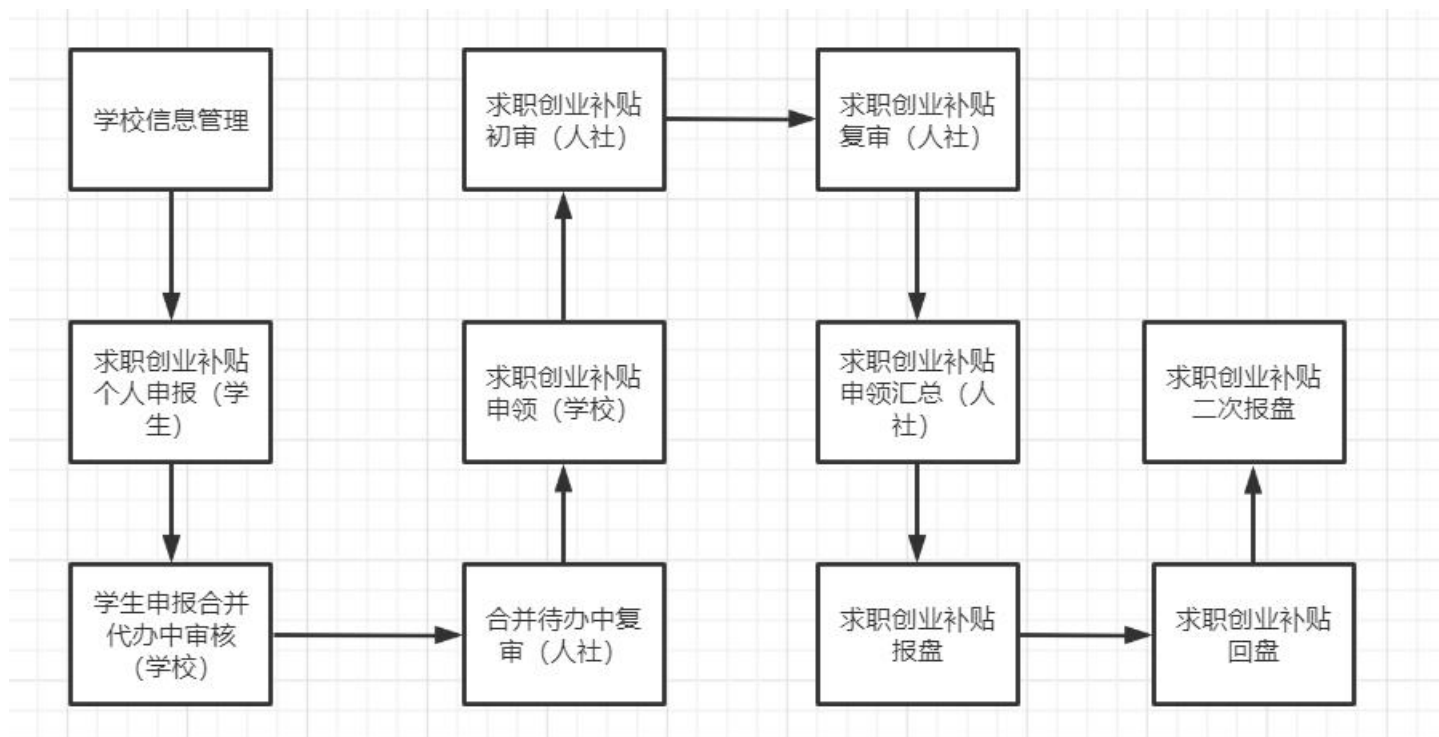 学校信息管理
求职创业补贴
个人申报（学
生）
学生申报合并
代办中审核
（学校）
合并待办中复
审（人社）
求职创业补贴
申领（学校）
求职创业补贴
初审（人社）
求职创业补贴
复审（人社）
求职创业补贴
申领汇总（人
社）
求职创业补贴
报盘
求职创业补贴
回盘
求职创业补贴
二次报盘